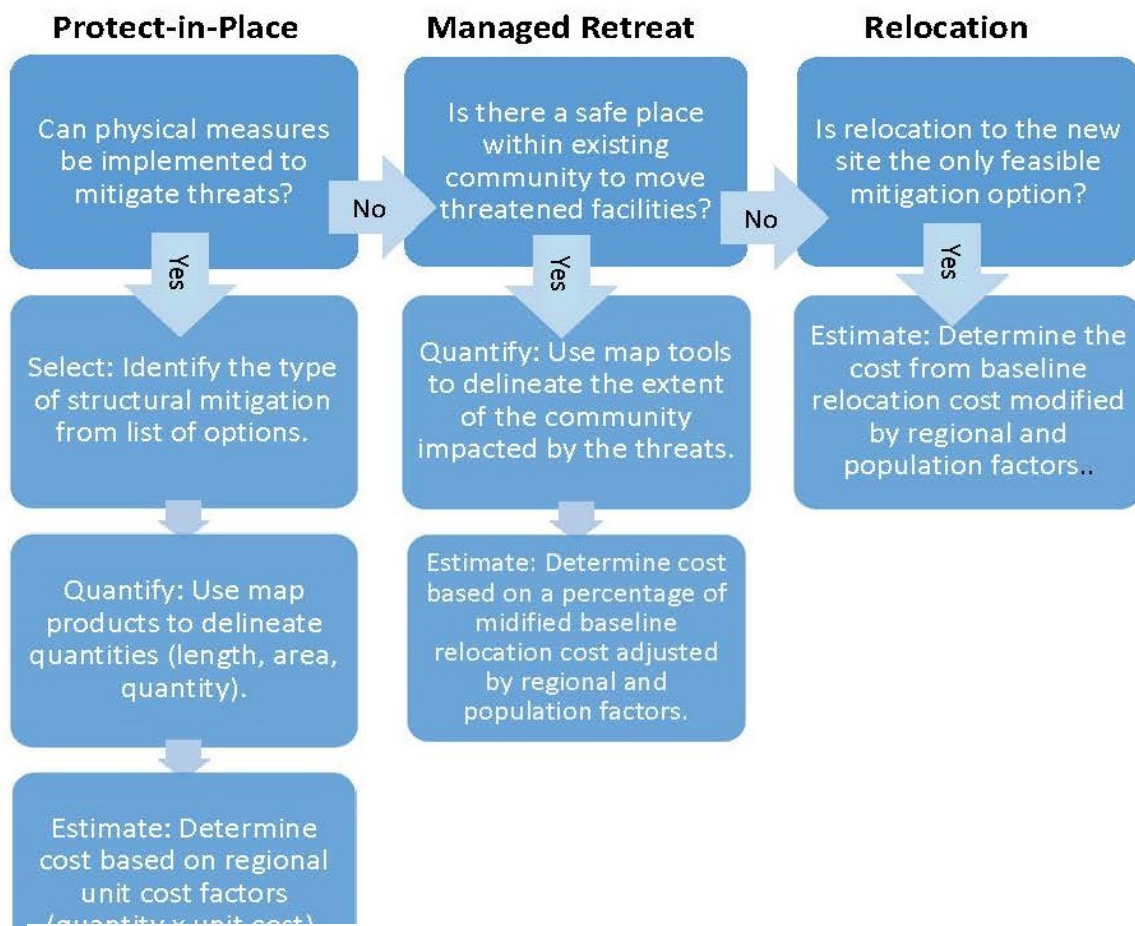 Protect-in-Place
Managed Retreat
Relocation
Can physical measures
be implemented to
mitigate threats?
No
Is there a safe place
within existing
community to move
threatened facilities?
No
Is relocation to the new
site the only feasible
mitigation option?
Yes
Yes
Yes
Select: Identify the type
of structural mitigation
from list of options.
Quantify: Use map
products to delineate
quantities (length, area,
quantity).
Estimate: Determine
cost based on regional
unit cost factors
(quantity x unit cost)
Quantify: Use map tools
to delineate the extent
of the community
impacted by the threats.
Estimate: Determine cost
based on a percentage of
midified baseline
relocation cost adjusted
by regional and
population factors.
Estimate: Determine the
cost from baseline
relocation cost modified
by regional and
population factors..